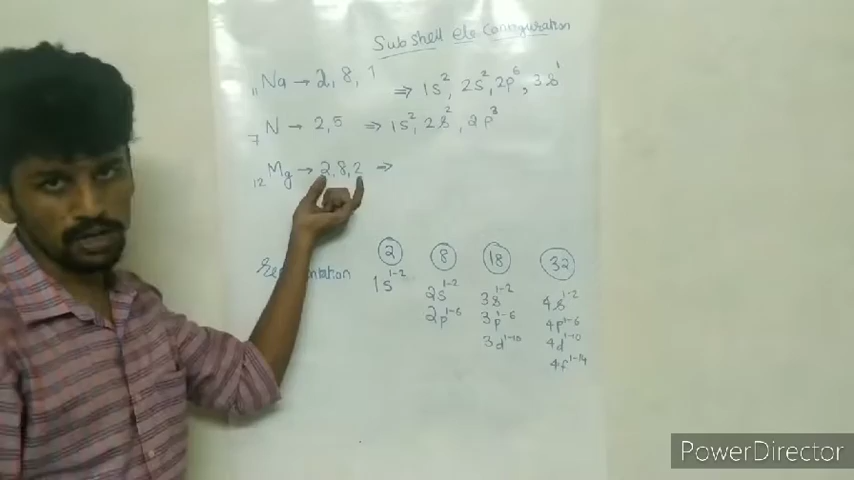 Subshell ele Configuration
₁₁Na → 2, 8, 1 ⇒ 1s², 2s², 2p⁶, 3s¹
₇N → 2,5 ⇒ 1s², 2s², 2p³
₁₂Mg → 2,8,2 ⇒
2 8 18 32
1s¹⁻² 2s¹⁻² 3s¹⁻² 4s¹⁻²
2p¹⁻⁶ 3p¹⁻⁶ 4p¹⁻⁶
3d¹⁻¹⁰ 4d¹⁻¹⁰
4f¹⁻¹⁴
PowerDirector